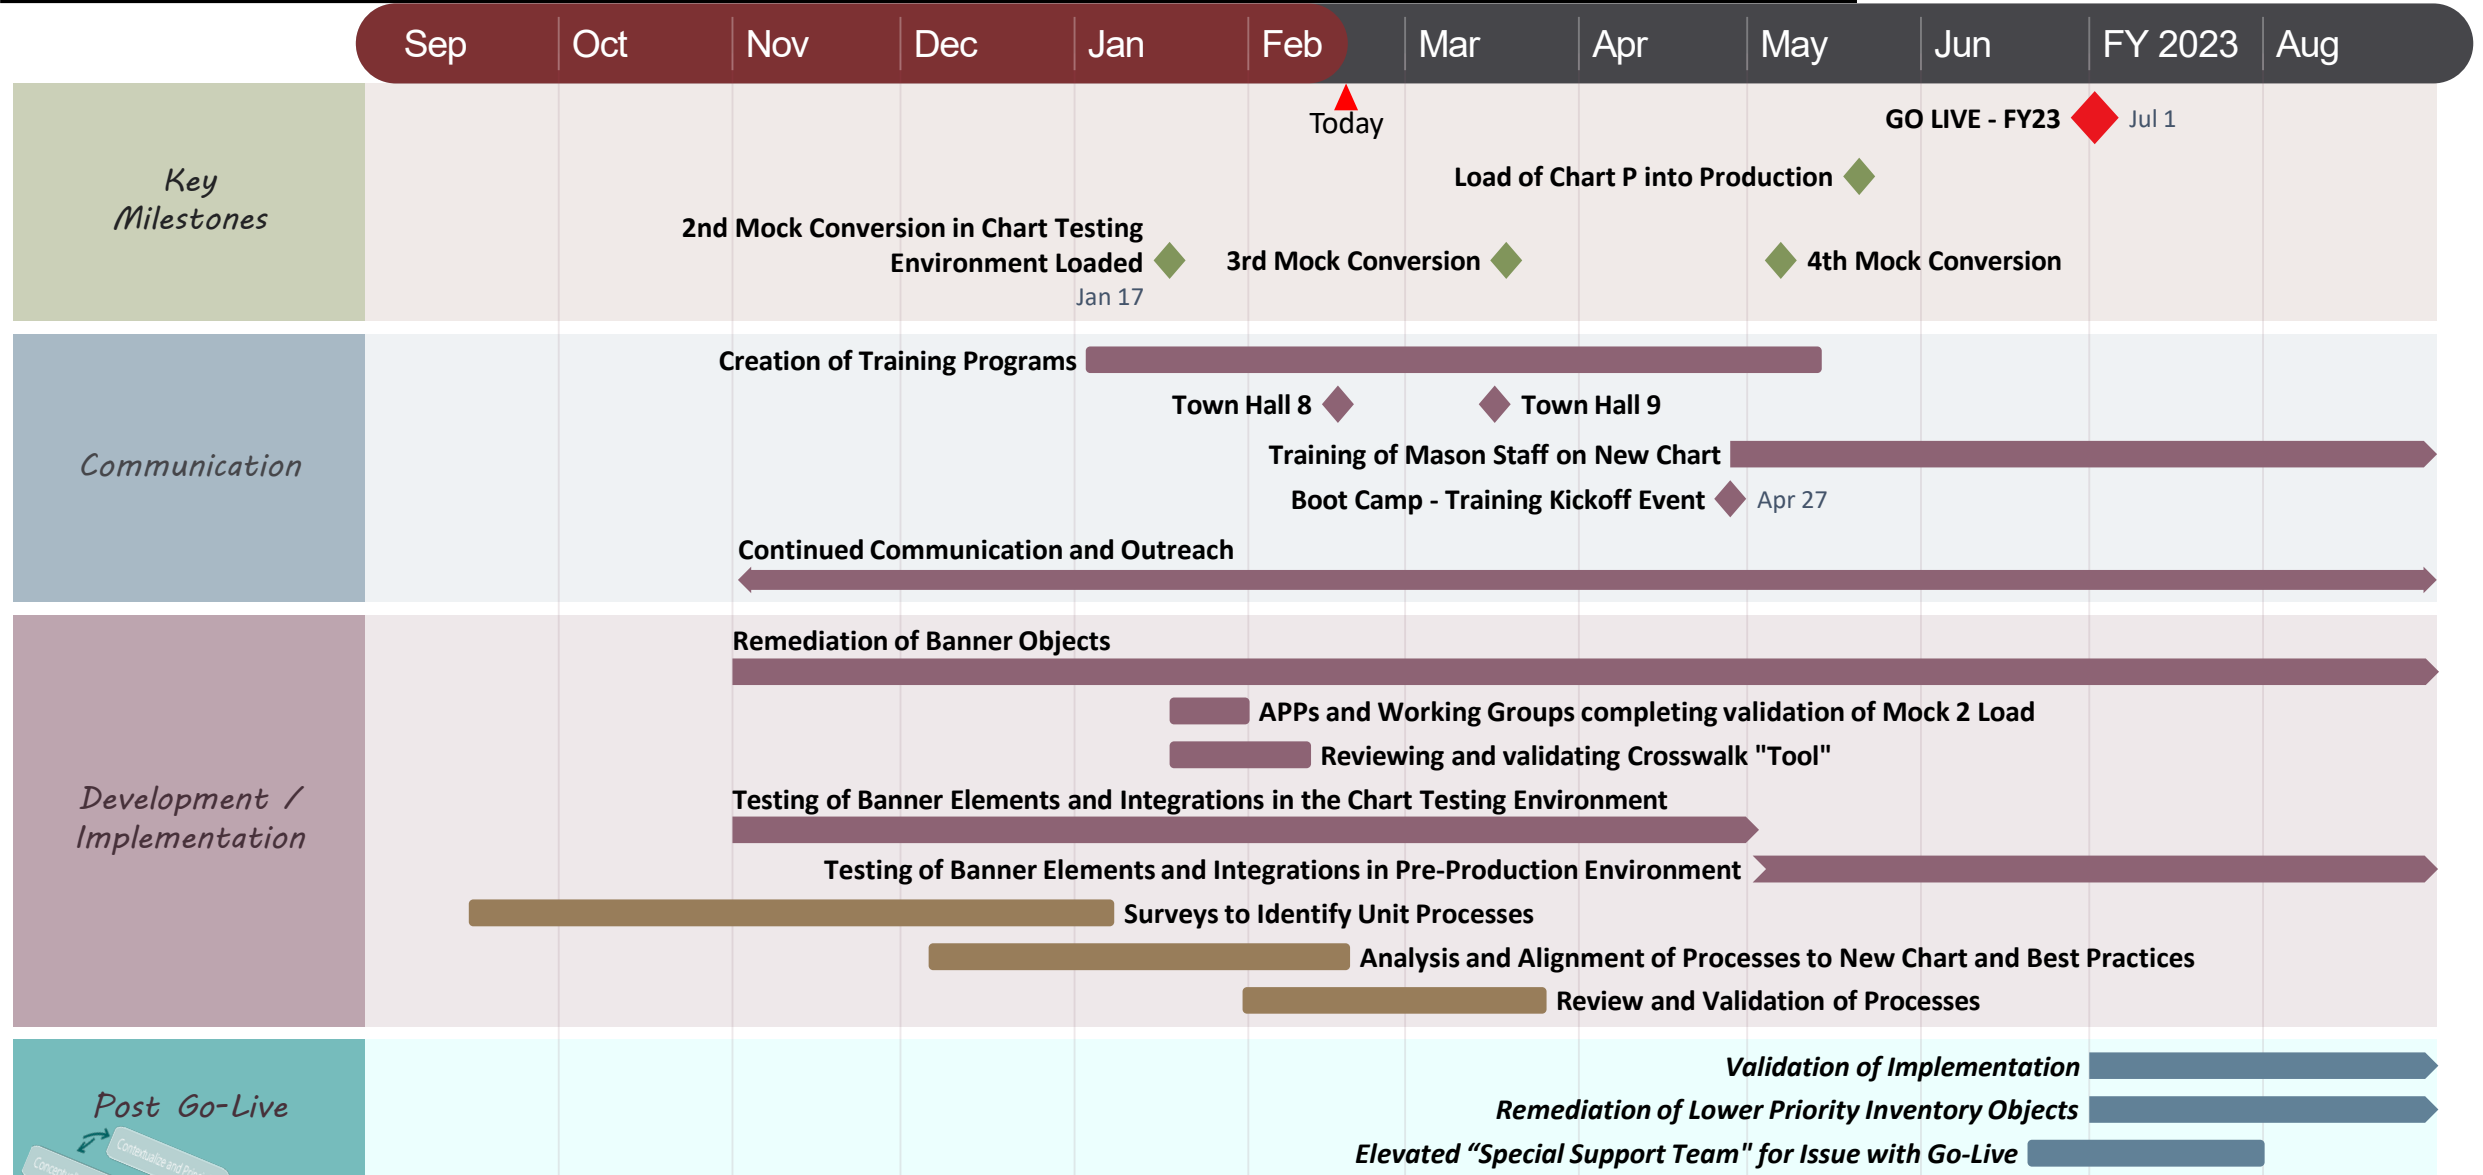 Sep Oct Nov Dec Jan Feb Mar Apr May Jun FY 2023 Aug
Today
GO LIVE - FY23 Jul 1
Key
Milestones
Load of Chart P into Production
2nd Mock Conversion in Chart Testing
Environment Loaded
Jan 17
3rd Mock Conversion
4th Mock Conversion
Communication
Creation of Training Programs
Town Hall 8
Town Hall 9
Training of Mason Staff on New Chart
Boot Camp - Training Kickoff Event Apr 27
Continued Communication and Outreach
Development /
Implementation
Remediation of Banner Objects
APPs and Working Groups completing validation of Mock 2 Load
Reviewing and validating Crosswalk "Tool"
Testing of Banner Elements and Integrations in the Chart Testing Environment
Testing of Banner Elements and Integrations in Pre-Production Environment
Surveys to Identify Unit Processes
Analysis and Alignment of Processes to New Chart and Best Practices
Review and Validation of Processes
Post Go-Live
Validation of Implementation
Remediation of Lower Priority Inventory Objects
Elevated “Special Support Team" for Issue with Go-Live
Contextualize and